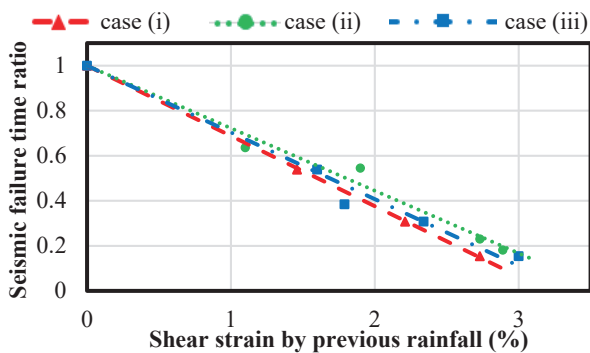 case (i) case (ii) case (iii)
Seismic failure time ratio
1
0.8
0.6
0.4
0.2
0
0 1 2 3
Shear strain by previous rainfall (%)